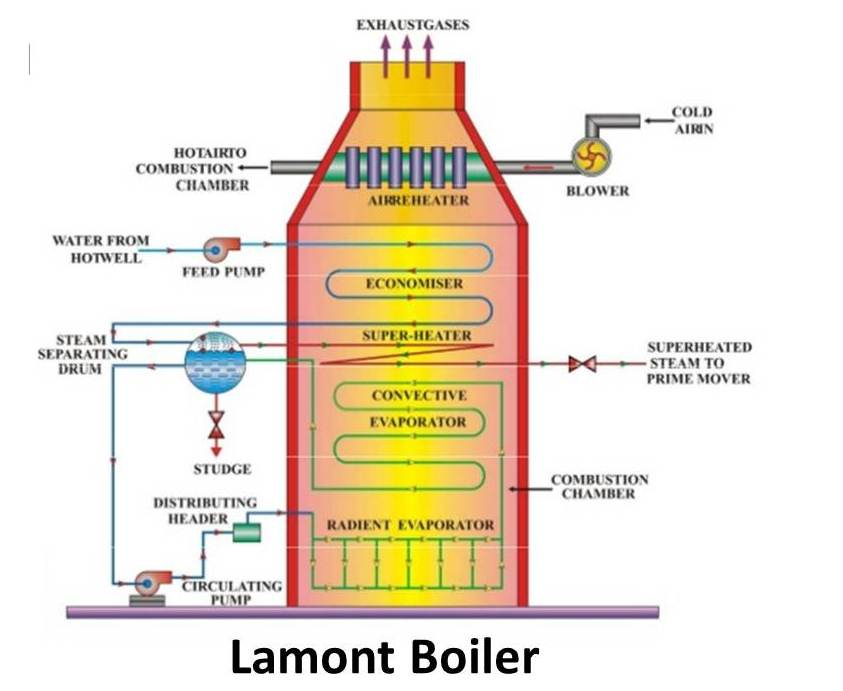 EXHAUSTGASES
COLD
AIRIN
HOTAIRTO
COMBUSTION
CHAMBER
BLOWER
AIRREHEATER
WATER FROM
HOTWELL
FEED PUMP
ECONOMISER
STEAM
SEPARATING
DRUM
SUPER-HEATER
SUPERHEATED
STEAM TO
PRIME MOVER
CONVECTIVE
EVAPORATOR
STUDGE
COMBUSTION
CHAMBER
DISTRIBUTING
HEADER
RADIENT EVAPORATOR
CIRCULATING
PUMP
Lamont Boiler